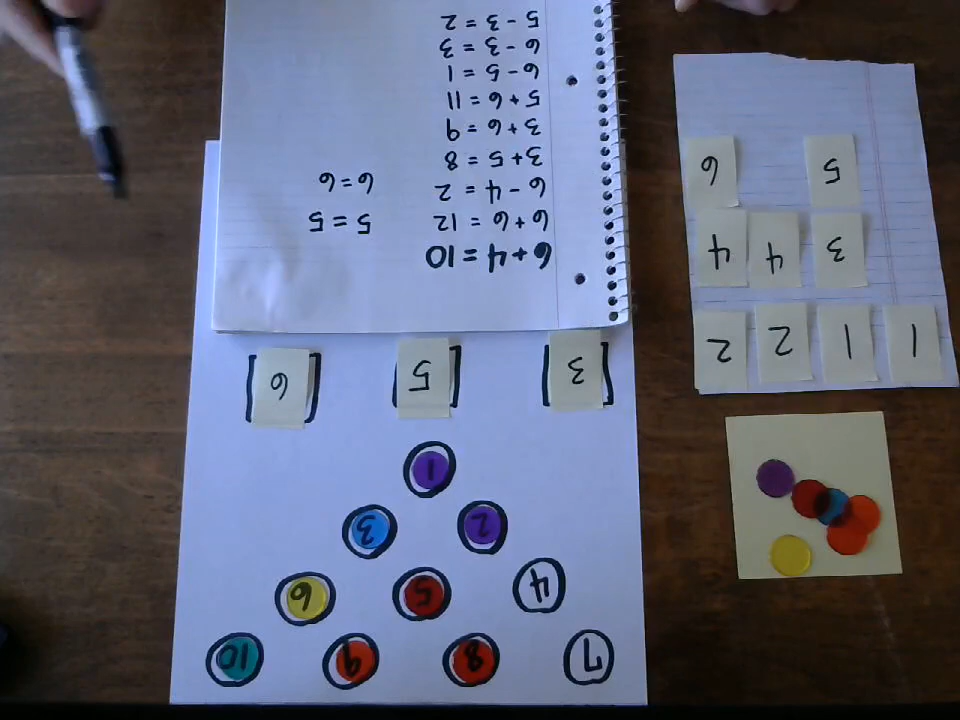 7 8 9 10
4 5 6
2 3
1
3 5 6
1 1 2 2
3 4 4
5 6
6+4=10
6+6=12 5=5
6-4=2 6=6
3+5=8
3+6=9
5+6=11
6-5=1
6-3=3
5-3=2